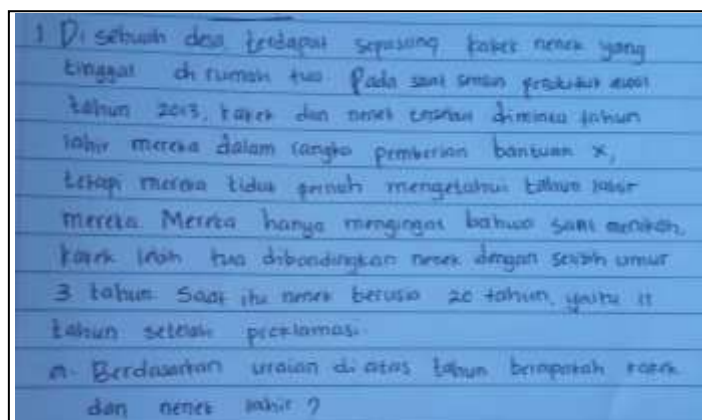 1 Di sebuah desa, terdapat sepasang kakek nenek yang
tinggal di rumah tua Pada saat sensus penduduk awal
tahun 2013, kakek dan nenek diminta tahun
lahir mereka dalam rangka pemberian bantuan x,
tetapi mereka tidak pernah mengetahui tahun lahir
mereka. Mereka hanya mengingat bahwa saat menikah,
kakek lebih tua dibandingkan nenek dengan selisih umur
3 tahun. Saat itu nenek berusia 20 tahun, yaitu 11
tahun setelah proklamasi.
a. Berdasarkan uraian di atas tahun berapakah kakek
dan nenek lahir ?